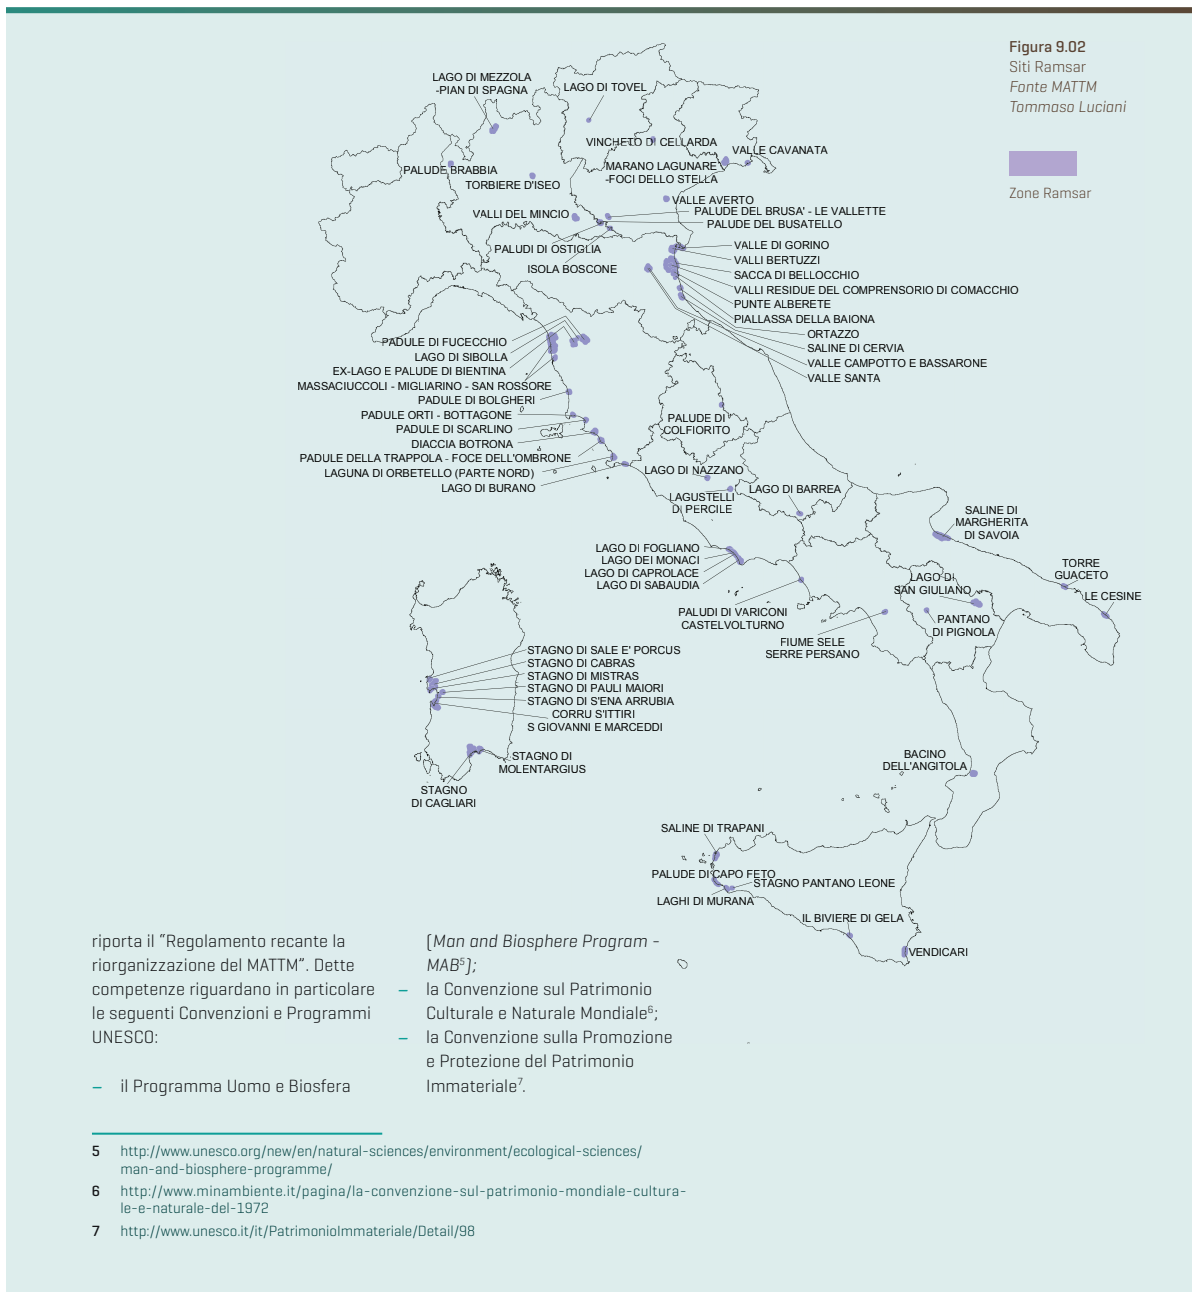 Figura 9.02
Siti Ramsar
Fonte MATTM
Tommaso Luciani
Zone Ramsar
LAGO DI MEZZOLA
-PIAN DI SPAGNA
LAGO DI TOVEL
VINCHETO DI CELLARDA
VALLE CAVANATA
PALUDE BRABBIA
TORBIERE D'ISEO
MARANO LAGUNARE
-FOCI DELLO STELLA
VALLE AVERTO
VALLI DEL MINCIO
PALUDE DEL BRUSA' - LE VALLETTE
PALUDE DEL BUSATELLO
PALUDI DI OSTIGLIA
ISOLA BOSCONE
VALLE DI GORINO
VALLI BERTUZZI
SACCA DI BELLOCCHIO
VALLI RESIDUE DEL COMPRENSORIO DI COMACCHIO
PUNTE ALBERETE
PIALLASSA DELLA BAIONA
ORTAZZO
SALINE DI CERVIA
VALLE CAMPOTTO E BASSARONE
VALLE SANTA
PADULE DI FUCECCHIO
LAGO DI SIBOLLA
EX-LAGO E PALUDE DI BIENTINA
MASSACIUCCOLI - MIGLIARINO - SAN ROSSORE
PADULE DI BOLGHERI
PADULE ORTI - BOTTAGONE
PADULE DI SCARLINO
DIACCIA BOTRONA
PADULE DELLA TRAPPOLA - FOCE DELL'OMBRONE
LAGUNA DI ORBETELLO (PARTE NORD)
LAGO DI BURANO
PALUDE DI
COLFIORITO
LAGO DI NAZZANO
LAGUSTELLI
DI PERCILE
LAGO DI BARREA
SALINE DI
MARGHERITA
DI SAVOIA
LAGO DI FOGLIANO
LAGO DEI MONACI
LAGO DI CAPROLACE
LAGO DI SABAUDIA
TORRE
GUACETO
LAGO DI
SAN GIULIANO
LE CESINE
PALUDI DI VARICONI
CASTELVOLTURNO
PANTANO
DI PIGNOLA
FIUME SELE
SERRE PERSANO
STAGNO DI SALE E' PORCUS
STAGNO DI CABRAS
STAGNO DI MISTRAS
STAGNO DI PAULI MAIORI
STAGNO DI S'ENA ARRUBIA
CORRU S'ITTIRI
S GIOVANNI E MARCEDDI
STAGNO DI
MOLENTARGIUS
STAGNO
DI CAGLIARI
BACINO
DELL'ANGITOLA
SALINE DI TRAPANI
PALUDE DI CAPO FETO
STAGNO PANTANO LEONE
LAGHI DI MURANA
IL BIVIERE DI GELA
VENDICARI
riporta il “Regolamento recante la
riorganizzazione del MATTM”. Dette
competenze riguardano in particolare
le seguenti Convenzioni e Programmi
UNESCO:
– il Programma Uomo e Biosfera
(Man and Biosphere Program -
MAB5);
– la Convenzione sul Patrimonio
Culturale e Naturale Mondiale6;
– la Convenzione sulla Promozione
e Protezione del Patrimonio
Immateriale7.
5 http://www.unesco.org/new/en/natural-sciences/environment/ecological-sciences/
man-and-biosphere-programme/
6 http://www.minambiente.it/pagina/la-convenzione-sul-patrimonio-mondiale-cultura-
le-e-naturale-del-1972
7 http://www.unesco.it/it/PatrimonioImmateriale/Detail/98